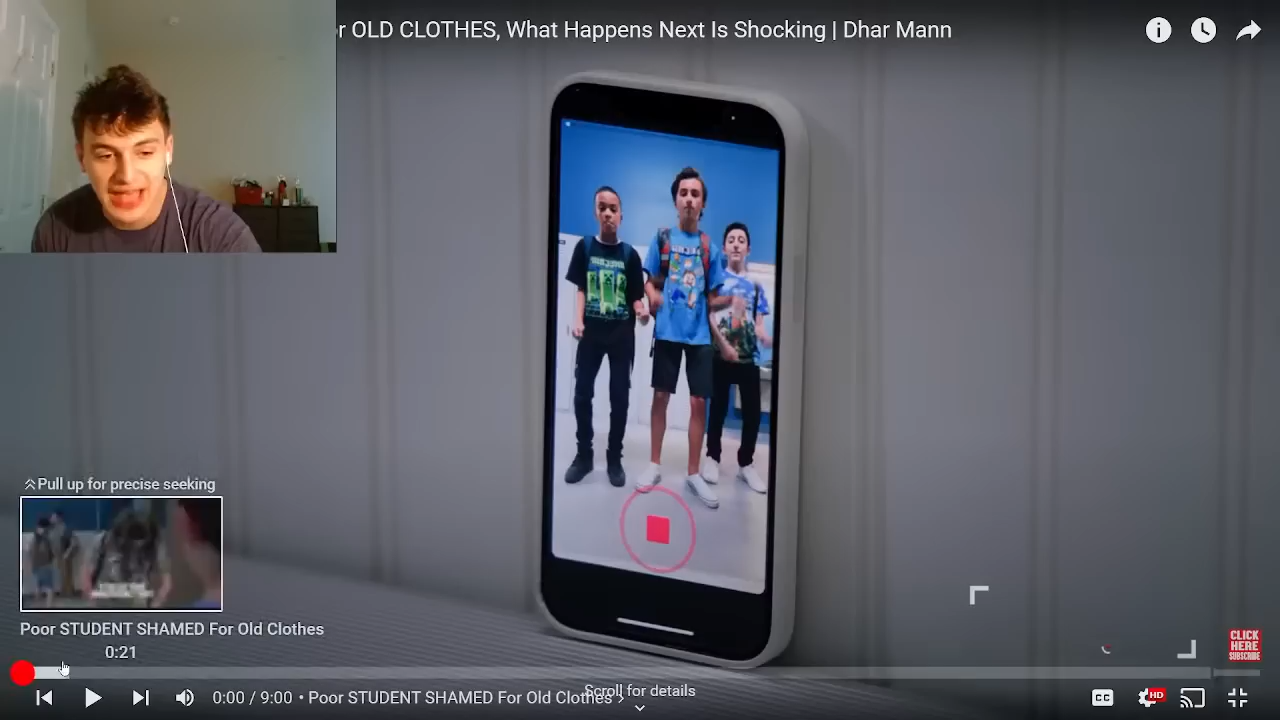 r OLD CLOTHES, What Happens Next Is Shocking | Dhar Mann
Pull up for precise seeking
Poor STUDENT SHAMED For Old Clothes
0:21
CLICK
HERE
SUBSCRIBE
0:00 / 9:00 • Poor STUDENT SHAMED For Old Clothes
Scroll for details
CC
HD